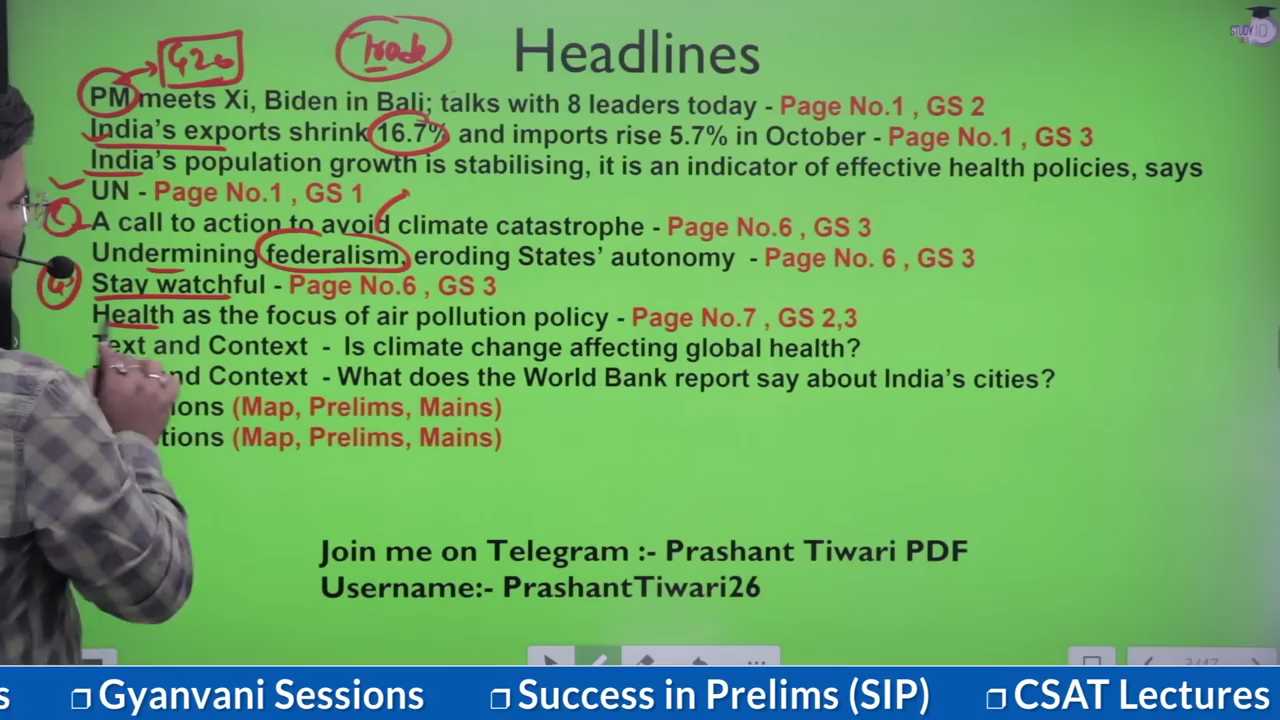 STUDY IQ
G20
trade
Headlines
PM meets Xi, Biden in Bali; talks with 8 leaders today - Page No.1 , GS 2
India's exports shrink 16.7% and imports rise 5.7% in October - Page No.1 , GS 3
India's population growth is stabilising, it is an indicator of effective health policies, says
UN - Page No.1 , GS 1
A call to action to avoid climate catastrophe - Page No.6 , GS 3
Undermining federalism, eroding States' autonomy - Page No. 6 , GS 3
Stay watchful - Page No.6 , GS 3
Health as the focus of air pollution policy - Page No.7 , GS 2,3
Text and Context - Is climate change affecting global health?
nd Context - What does the World Bank report say about India's cities?
ions (Map, Prelims, Mains)
tions (Map, Prelims, Mains)
Join me on Telegram :- Prashant Tiwari PDF
Username:- PrashantTiwari26
3/47
s ❐ Gyanvani Sessions ❐ Success in Prelims (SIP) ❐ CSAT Lectures